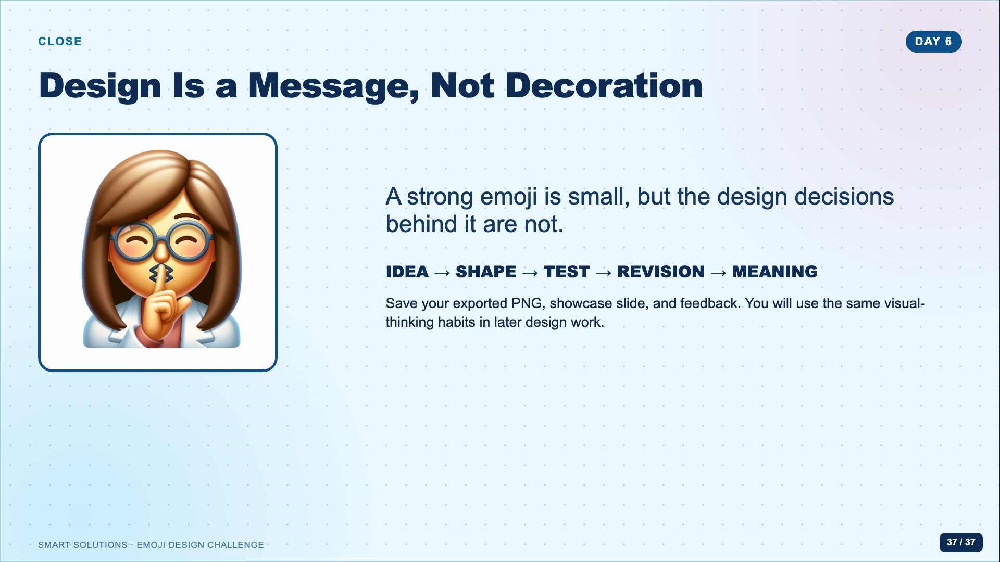 CLOSE
DAY 6
Design Is a Message, Not Decoration
A strong emoji is small, but the design decisions
behind it are not.
IDEA → SHAPE → TEST → REVISION → MEANING
Save your exported PNG, showcase slide, and feedback. You will use the same visual-
thinking habits in later design work.
SMART SOLUTIONS · EMOJI DESIGN CHALLENGE
37 / 37